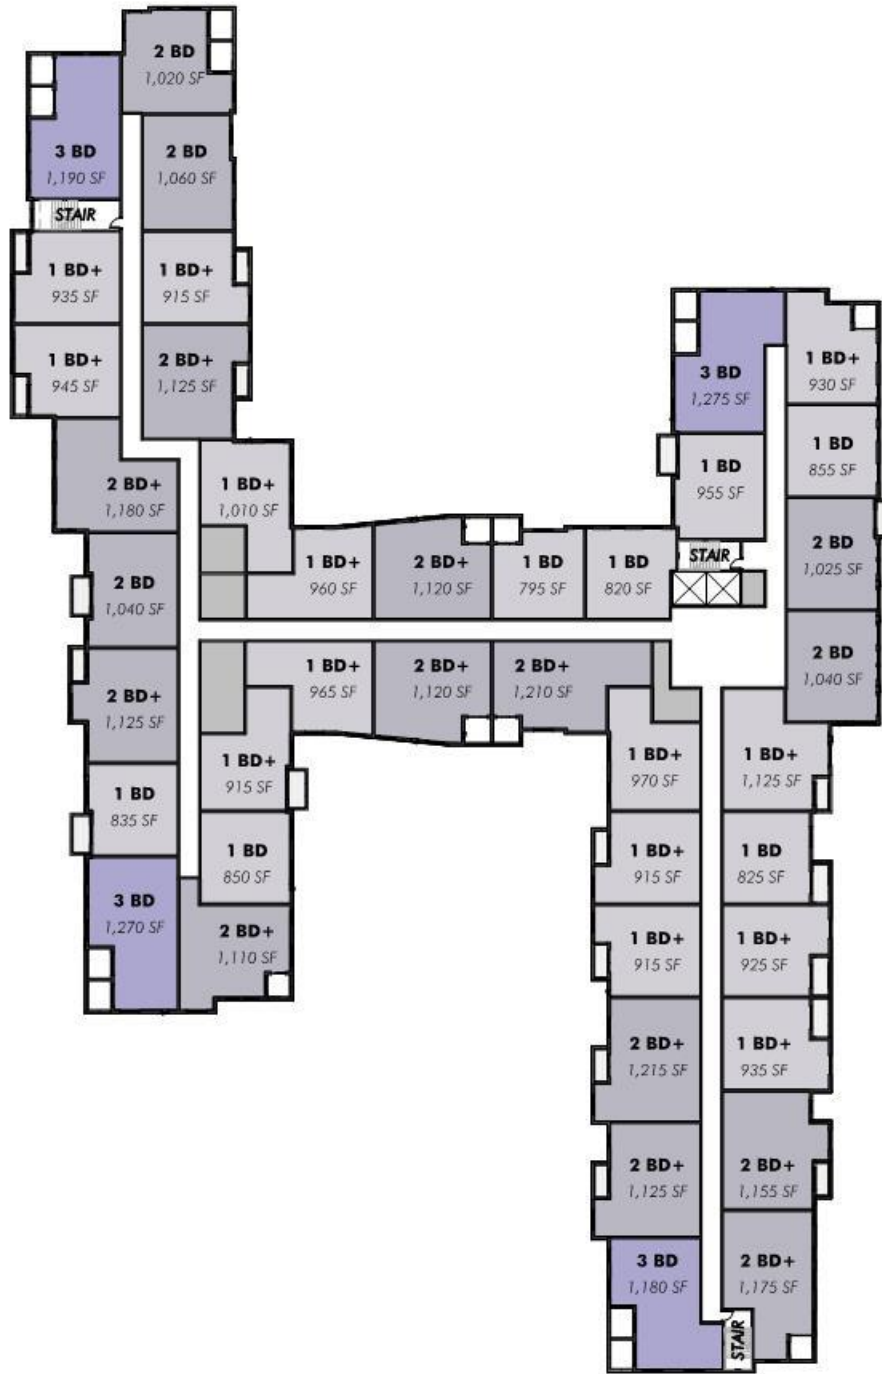 2 BD
1,020 SF
3 BD
1,190 SF
2 BD
1,060 SF
STAIR
1 BD+
935 SF
1 BD+
915 SF
1 BD+
945 SF
2 BD+
1,125 SF
3 BD
1,275 SF
1 BD+
930 SF
1 BD
955 SF
1 BD
855 SF
2 BD+
1,180 SF
1 BD+
1,010 SF
2 BD
1,040 SF
1 BD+
960 SF
2 BD+
1,120 SF
1 BD
795 SF
1 BD
820 SF
STAIR
2 BD
1,025 SF
2 BD+
1,125 SF
1 BD+
965 SF
2 BD+
1,120 SF
2 BD+
1,210 SF
2 BD
1,040 SF
1 BD
835 SF
1 BD+
915 SF
1 BD+
970 SF
1 BD+
1,125 SF
3 BD
1,270 SF
1 BD
850 SF
1 BD+
915 SF
1 BD
825 SF
2 BD+
1,110 SF
1 BD+
915 SF
1 BD+
925 SF
2 BD+
1,215 SF
1 BD+
935 SF
2 BD+
1,125 SF
2 BD+
1,155 SF
3 BD
1,180 SF
2 BD+
1,175 SF
STAIR